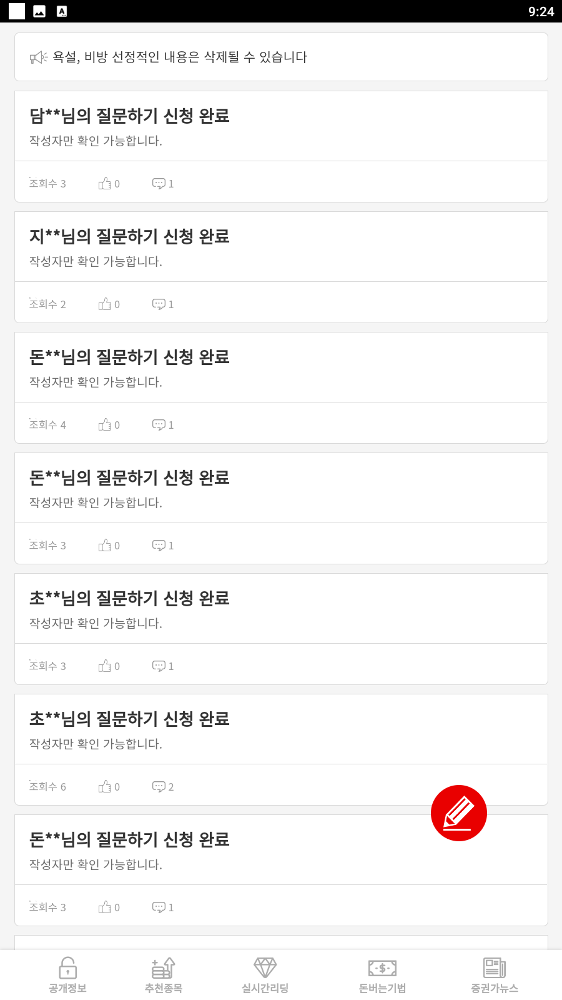 9:24
욕설, 비방 선정적인 내용은 삭제될 수 있습니다
담**님의 질문하기 신청 완료
작성자만 확인 가능합니다.
조회수 3 0 1
지**님의 질문하기 신청 완료
작성자만 확인 가능합니다.
조회수 2 0 1
돈**님의 질문하기 신청 완료
작성자만 확인 가능합니다.
조회수 4 0 1
돈**님의 질문하기 신청 완료
작성자만 확인 가능합니다.
조회수 3 0 1
초**님의 질문하기 신청 완료
작성자만 확인 가능합니다.
조회수 3 0 1
초**님의 질문하기 신청 완료
작성자만 확인 가능합니다.
조회수 6 0 2
돈**님의 질문하기 신청 완료
작성자만 확인 가능합니다.
조회수 3 0 1
공개정보 추천종목 실시간리딩 돈버는기법 증권가뉴스